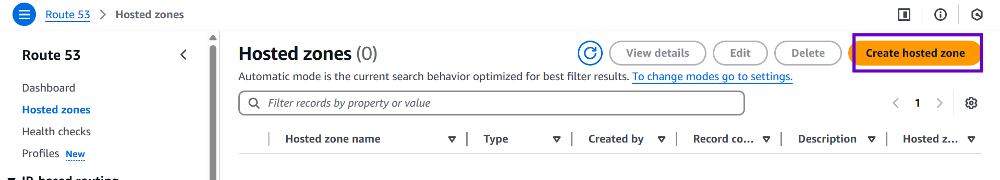 Route 53 Hosted zones
Route 53
Dashboard
Hosted zones
Health checks
Profiles New
IP-based routing
Hosted zones (0)
View details Edit Delete Create hosted zone
Automatic mode is the current search behavior optimized for best filter results. To change modes go to settings.
Filter records by property or value
1
Hosted zone name Type Created by Record co... Description Hosted z...